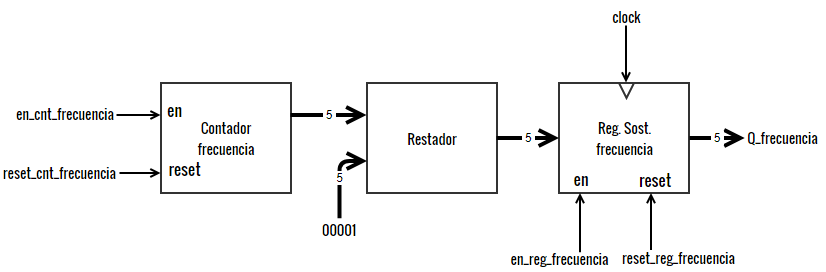 clock
en_cnt_frecuencia
en
Contador
frecuencia
reset_cnt_frecuencia
reset
5
5
00001
Restador
5
Reg. Sost.
frecuencia
en
reset
5
Q_frecuencia
en_reg_frecuencia
reset_reg_frecuencia